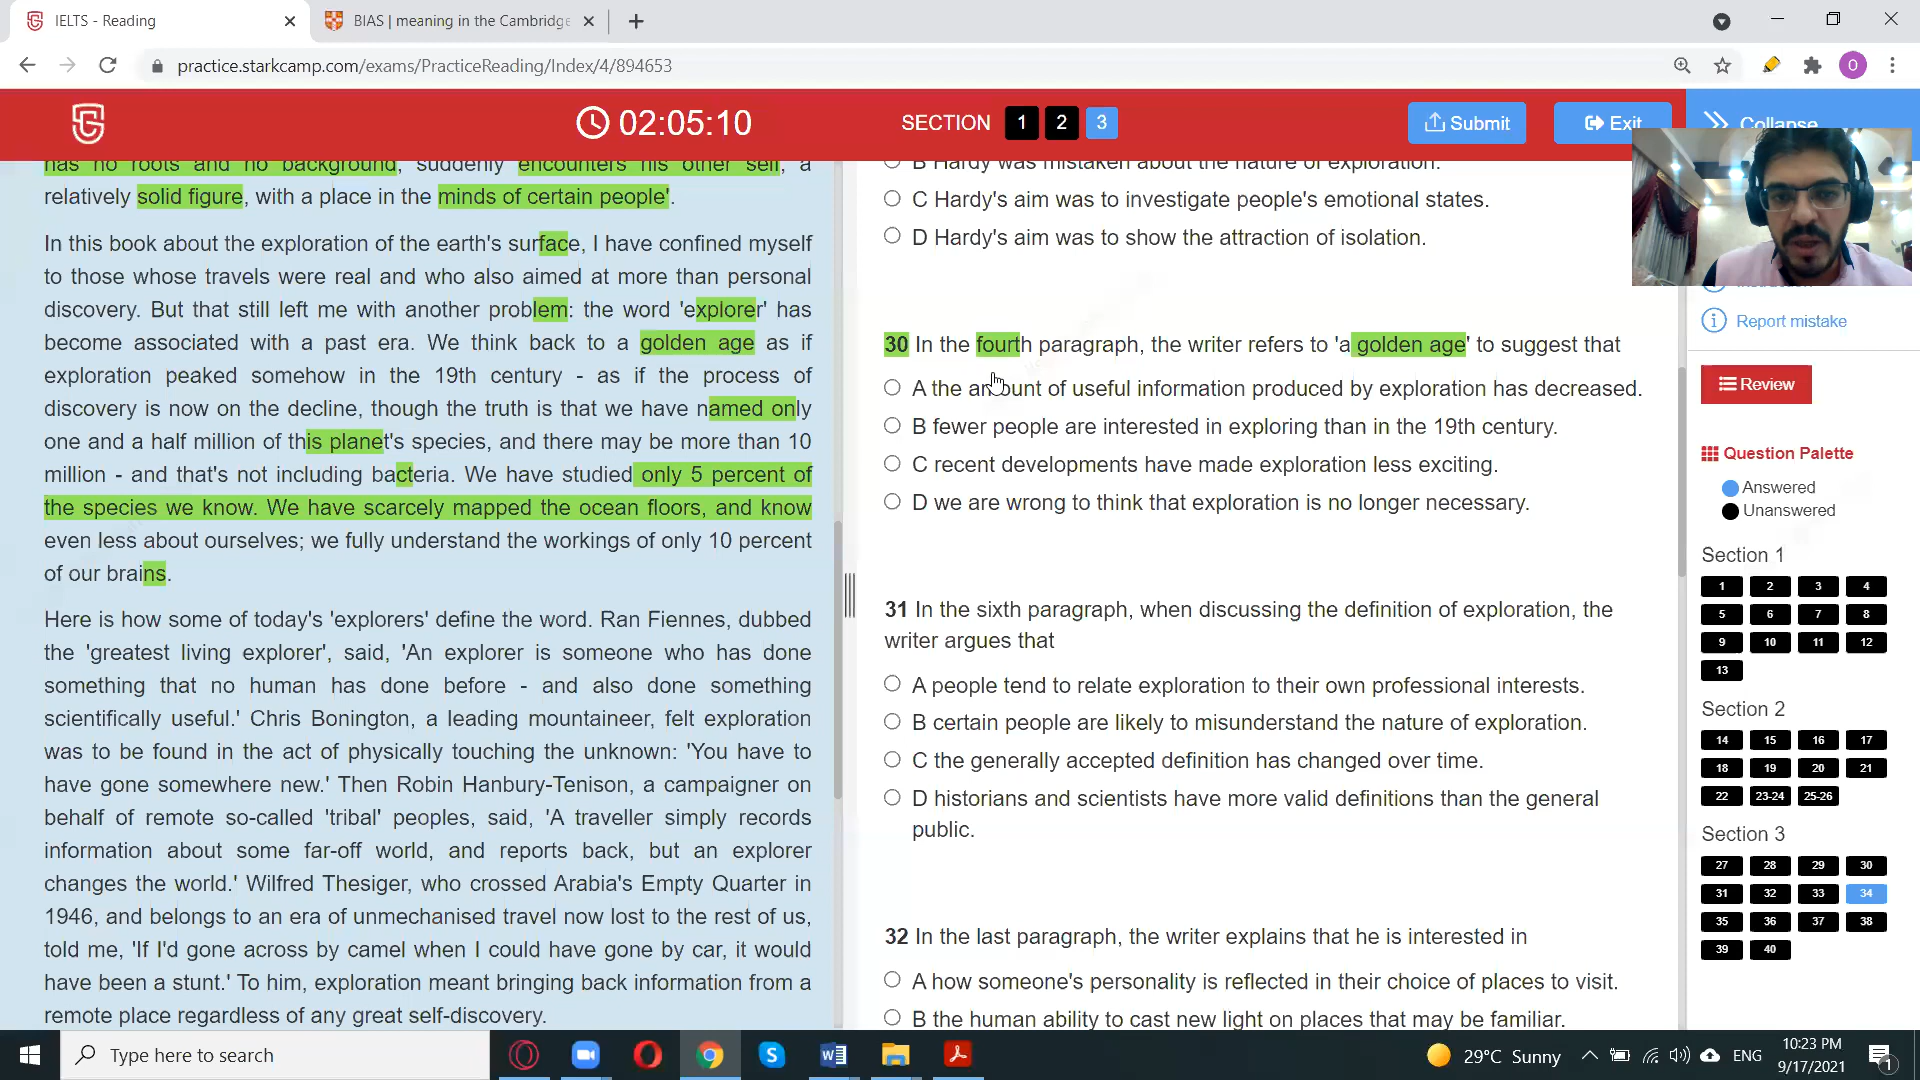 IELTS - Reading
BIAS | meaning in the Cambridge
practice.starkcamp.com/exams/PracticeReading/Index/4/894653
O
02:05:10
SECTION 1 2 3
Submit
Exit
Collapse
has no roots and no background, suddenly encounters his other self, a
relatively solid figure, with a place in the minds of certain people'.
In this book about the exploration of the earth's surface, I have confined myself
to those whose travels were real and who also aimed at more than personal
discovery. But that still left me with another problem: the word 'explorer' has
become associated with a past era. We think back to a golden age as if
exploration peaked somehow in the 19th century - as if the process of
discovery is now on the decline, though the truth is that we have named only
one and a half million of this planet's species, and there may be more than 10
million - and that's not including bacteria. We have studied only 5 percent of
the species we know. We have scarcely mapped the ocean floors, and know
even less about ourselves; we fully understand the workings of only 10 percent
of our brains.
Here is how some of today's 'explorers' define the word. Ran Fiennes, dubbed
the 'greatest living explorer', said, 'An explorer is someone who has done
something that no human has done before - and also done something
scientifically useful.' Chris Bonington, a leading mountaineer, felt exploration
was to be found in the act of physically touching the unknown: 'You have to
have gone somewhere new.' Then Robin Hanbury-Tenison, a campaigner on
behalf of remote so-called 'tribal' peoples, said, 'A traveller simply records
information about some far-off world, and reports back, but an explorer
changes the world.' Wilfred Thesiger, who crossed Arabia's Empty Quarter in
1946, and belongs to an era of unmechanised travel now lost to the rest of us,
told me, 'If I'd gone across by camel when I could have gone by car, it would
have been a stunt.' To him, exploration meant bringing back information from a
remote place regardless of any great self-discovery.
B Hardy was mistaken about the nature of exploration.
C Hardy's aim was to investigate people's emotional states.
D Hardy's aim was to show the attraction of isolation.
30 In the fourth paragraph, the writer refers to 'a golden age' to suggest that
A the amount of useful information produced by exploration has decreased.
B fewer people are interested in exploring than in the 19th century.
C recent developments have made exploration less exciting.
D we are wrong to think that exploration is no longer necessary.
31 In the sixth paragraph, when discussing the definition of exploration, the
writer argues that
A people tend to relate exploration to their own professional interests.
B certain people are likely to misunderstand the nature of exploration.
C the generally accepted definition has changed over time.
D historians and scientists have more valid definitions than the general
public.
32 In the last paragraph, the writer explains that he is interested in
A how someone's personality is reflected in their choice of places to visit.
B the human ability to cast new light on places that may be familiar.
Report mistake
Review
Question Palette
Answered
Unanswered
Section 1
1 2 3 4
5 6 7 8
9 10 11 12
13
Section 2
14 15 16 17
18 19 20 21
22 23-24 25-26
Section 3
27 28 29 30
31 32 33 34
35 36 37 38
39 40
Type here to search
29°C Sunny
ENG
10:23 PM
9/17/2021
1